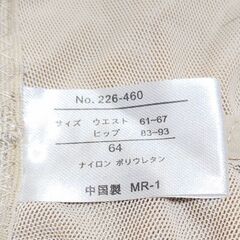 No. 226-460
サイズ ウエスト 61-67
ヒップ 83-93
64
ナイロン ポリウレタン
中国製 MR-1